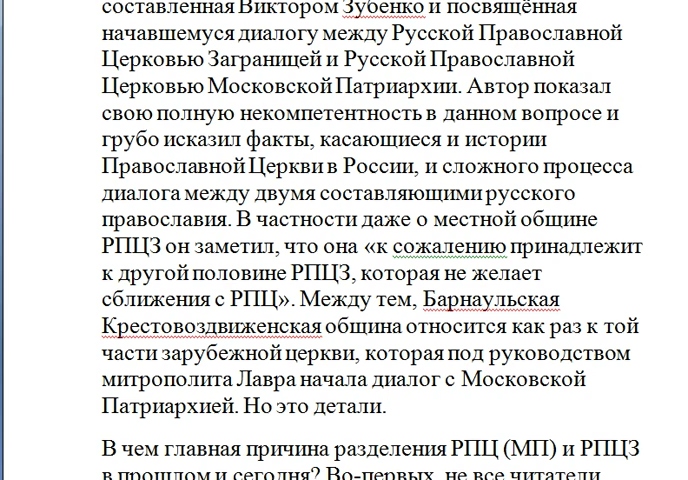 составленная Виктором Зубенко и посвящённая
начавшемуся диалогу между Русской Православной
Церковью Заграницей и Русской Православной
Церковью Московской Патриархии. Автор показал
свою полную некомпетентность в данном вопросе и
грубо исказил факты, касающиеся и истории
Православной Церкви в России, и сложного процесса
диалога между двумя составляющими русского
православия. В частности даже о местной общине
РПЦЗ он заметил, что она «к сожалению принадлежит
к другой половине РПЦЗ, которая не желает
сближения с РПЦ». Между тем, Барнаульская
Крестовоздвиженская община относится как раз к той
части зарубежной церкви, которая под руководством
митрополита Лавра начала диалог с Московской
Патриархией. Но это детали.
В чем главная причина разделения РПЦ (МП) и РПЦЗ
в прошлом и сегодня? Во-первых, не все читатели